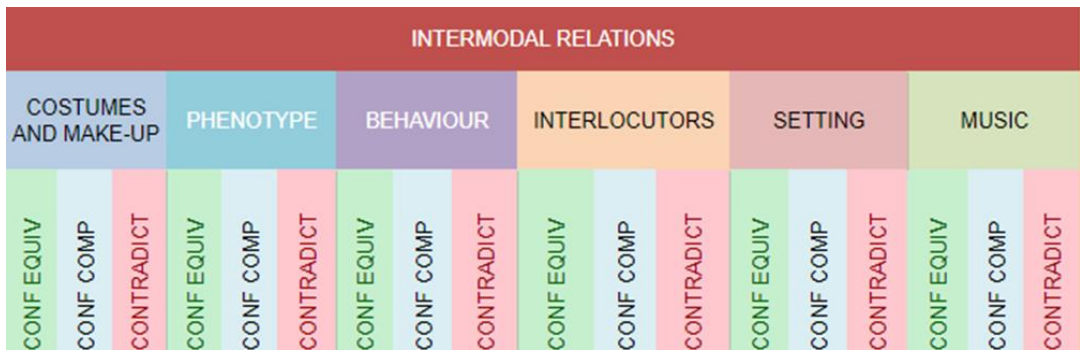 INTERMODAL RELATIONS
COSTUMES
AND MAKE-UP
PHENOTYPE
BEHAVIOUR
INTERLOCUTORS
SETTING
MUSIC
CONF EQUIV
CONF COMP
CONTRADICT
CONF EQUIV
CONF COMP
CONTRADICT
CONF EQUIV
CONF COMP
CONTRADICT
CONF EQUIV
CONF COMP
CONTRADICT
CONF EQUIV
CONF COMP
CONTRADICT
CONF EQUIV
CONF COMP
CONTRADICT